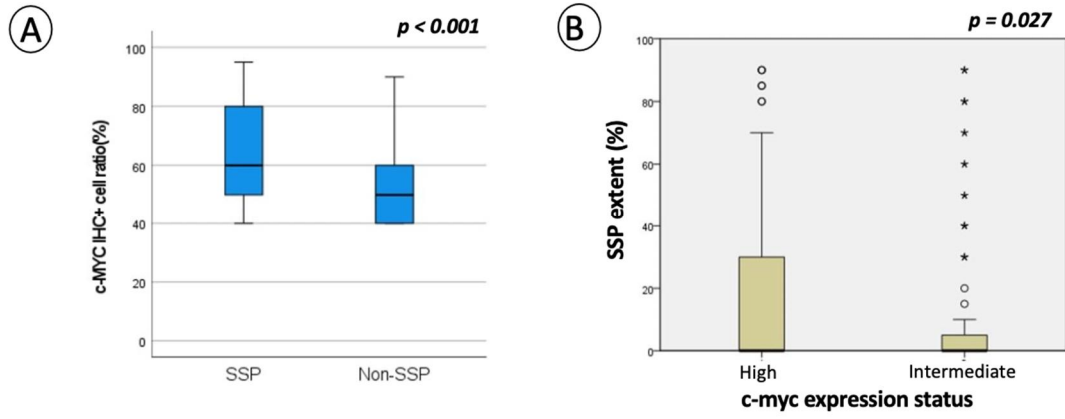 A
p < 0.001
c-MYC IHC+ cell ratio(%)
100
80
60
40
20
0
SSP
Non-SSP
B
p = 0.027
SSP extent (%)
100
80
60
40
20
0
High
Intermediate
c-myc expression status